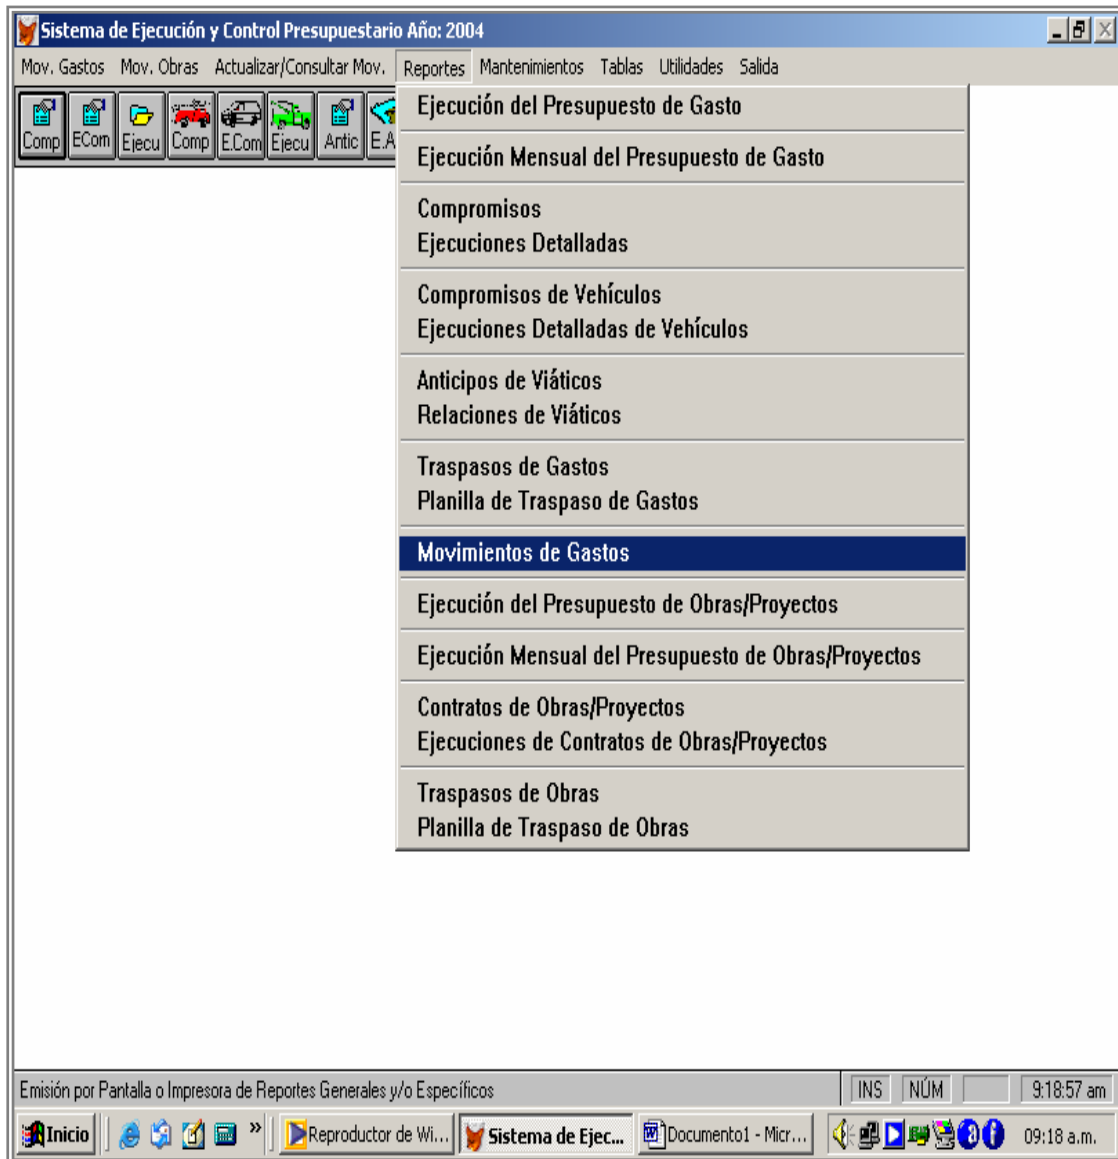 Sistema de Ejecución y Control Presupuestario Año: 2004
Mov. Gastos Mov. Obras Actualizar/Consultar Mov. Reportes Mantenimientos Tablas Utilidades Salida
Comp ECom Ejecu Comp E.Com Ejecu Antic E.A
Ejecución del Presupuesto de Gasto
Ejecución Mensual del Presupuesto de Gasto
Compromisos
Ejecuciones Detalladas
Compromisos de Vehículos
Ejecuciones Detalladas de Vehículos
Anticipos de Viáticos
Relaciones de Viáticos
Traspasos de Gastos
Planilla de Traspaso de Gastos
Movimientos de Gastos
Ejecución del Presupuesto de Obras/Proyectos
Ejecución Mensual del Presupuesto de Obras/Proyectos
Contratos de Obras/Proyectos
Ejecuciones de Contratos de Obras/Proyectos
Traspasos de Obras
Planilla de Traspaso de Obras
Emisión por Pantalla o Impresora de Reportes Generales y/o Específicos INS NÚM 9:18:57 am
Inicio » Reproductor de Wi... Sistema de Ejec... Documento1 - Micr... 09:18 a.m.